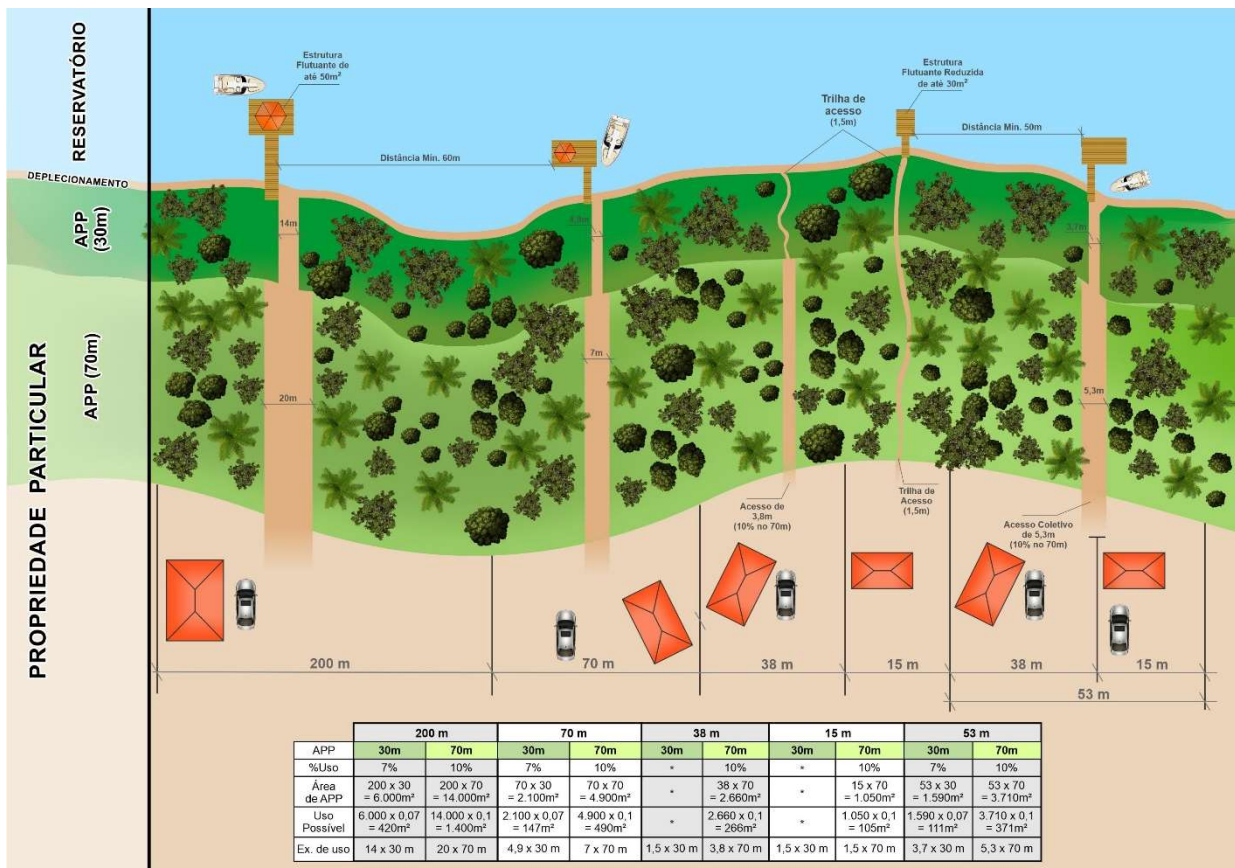 RESERVATÓRIO
DEPLECIONAMENTO
APP
(30m)
APP (70m)
PROPRIEDADE PARTICULAR
Estrutura
Flutuante de
até 50m²
Distância Min. 60m
Trilha de
acesso
(1,5m)
Estrutura
Flutuante Reduzida
de até 30m²
Distância Min. 50m
14m
4,9m
3,7m
20m
7m
5,3m
Acesso de
3,8m
(10% no 70m)
Trilha de
Acesso
(1,5m)
Acesso Coletivo
de 5,3m
(10% no 70m)
200 m
70 m
38 m
15 m
38 m
15 m
53 m
200 m 70 m 38 m 15 m 53 m
APP 30m 70m 30m 70m 30m 70m 30m 70m 30m 70m
%Uso 7% 10% 7% 10% * 10% * 10% 7% 10%
Área 200 x 30 200 x 70 70 x 30 70 x 70 * 38 x 70 * 15 x 70 53 x 30 53 x 70
de APP = 6.000m² = 14.000m² = 2.100m² = 4.900m² = 2.660m² = 1.050m² = 1.590m² = 3.710m²
Uso 6.000 x 0,07 14.000 x 0,1 2.100 x 0,07 4.900 x 0,1 * 2.660 x 0,1 * 1.050 x 0,1 1.590 x 0,07 3.710 x 0,1
Possível = 420m² = 1.400m² = 147m² = 490m² = 266m² = 105m² = 111m² = 371m²
Ex. de uso 14 x 30 m 20 x 70 m 4,9 x 30 m 7 x 70 m 1,5 x 30 m 3,8 x 70 m 1,5 x 30 m 1,5 x 70 m 3,7 x 30 m 5,3 x 70 m